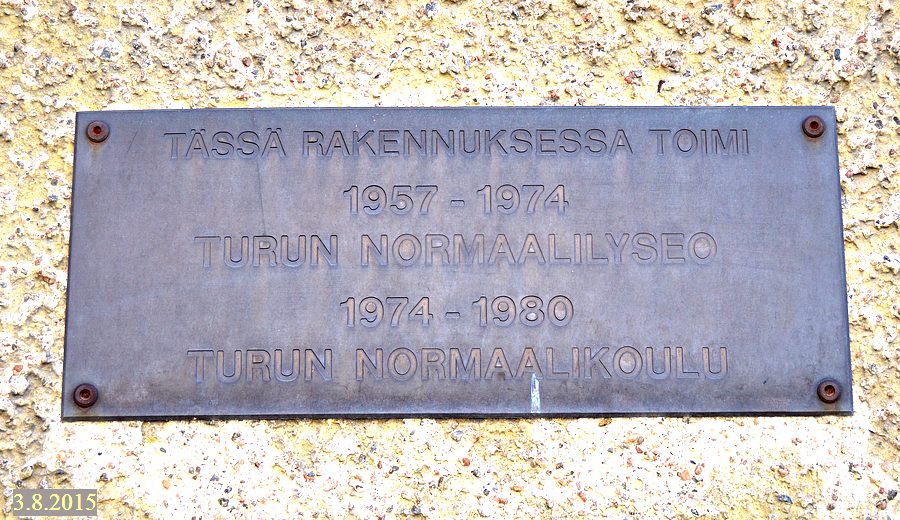 TÄSSÄ RAKENNUKSESSA TOIMI
1957 - 1974
TURUN NORMAALILYSEO
1974 - 1980
TURUN NORMAALIKOULU
3.8.2015